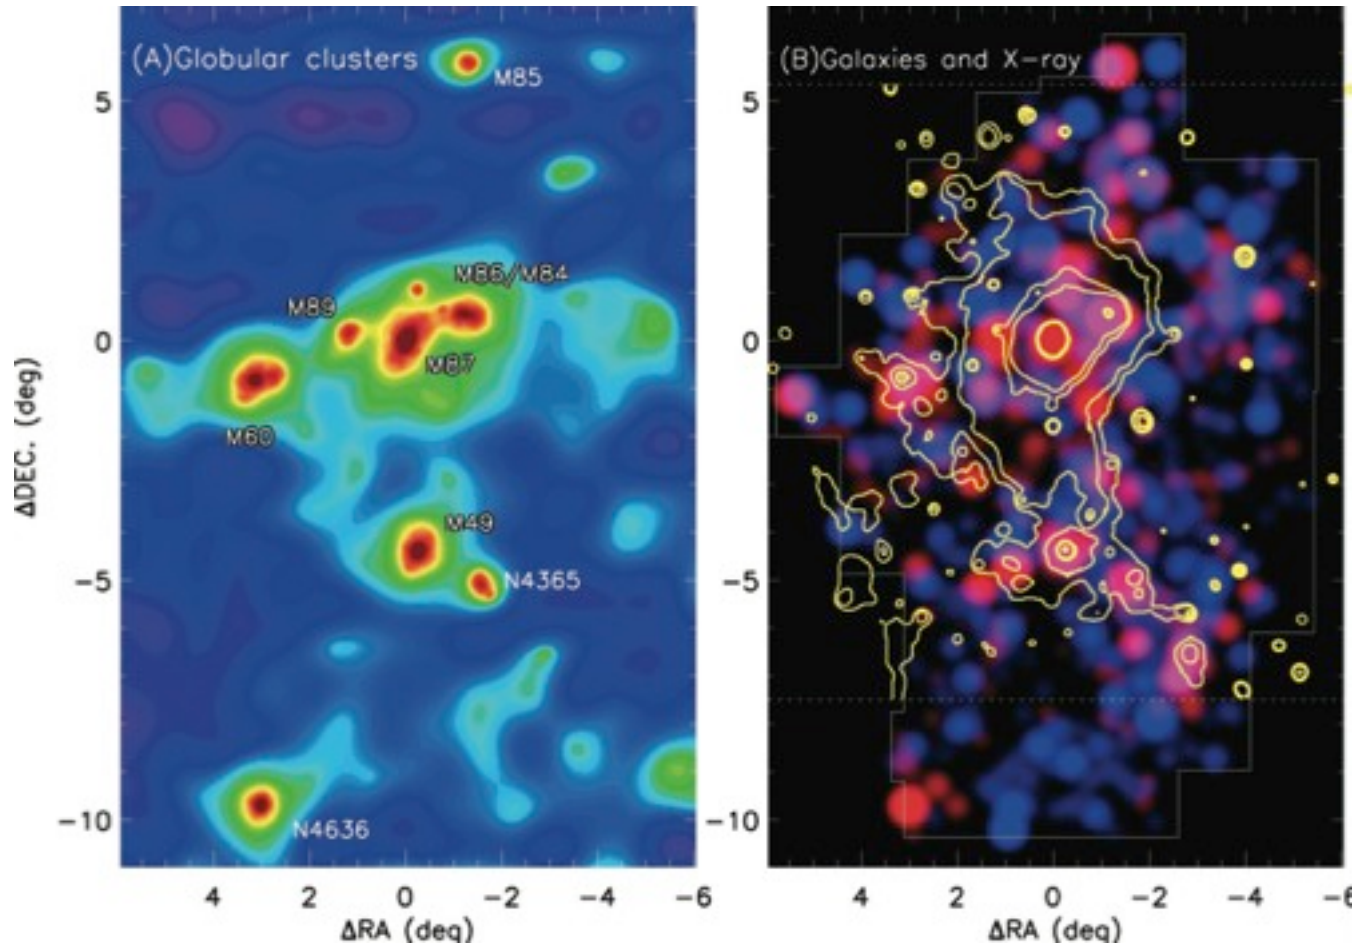 (A)Globular clusters
M85
M86/M84
M89
M87
M60
M49
N4365
N4636
5
0
−5
−10
ΔDEC. (deg)
4 2 0 −2 −4 −6
ΔRA (deg)
(B)Galaxies and X-ray
5
0
−5
−10
4 2 0 −2 −4 −6
ΔRA (deg)